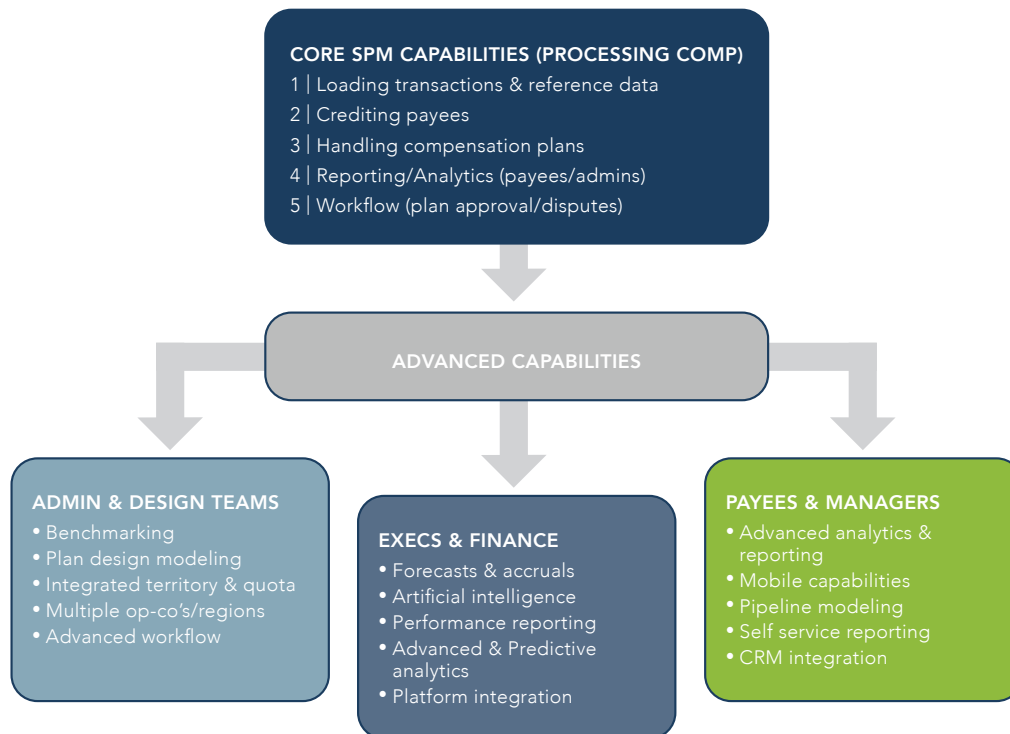 CORE SPM CAPABILITIES (PROCESSING COMP)
1 | Loading transactions & reference data
2 | Crediting payees
3 | Handling compensation plans
4 | Reporting/Analytics (payees/admins)
5 | Workflow (plan approval/disputes)
ADVANCED CAPABILITIES
ADMIN & DESIGN TEAMS
• Benchmarking
• Plan design modeling
• Integrated territory & quota
• Multiple op-co's/regions
• Advanced workflow
EXECS & FINANCE
• Forecasts & accruals
• Artificial intelligence
• Performance reporting
• Advanced & Predictive
analytics
• Platform integration
PAYEES & MANAGERS
• Advanced analytics &
reporting
• Mobile capabilities
• Pipeline modeling
• Self service reporting
• CRM integration